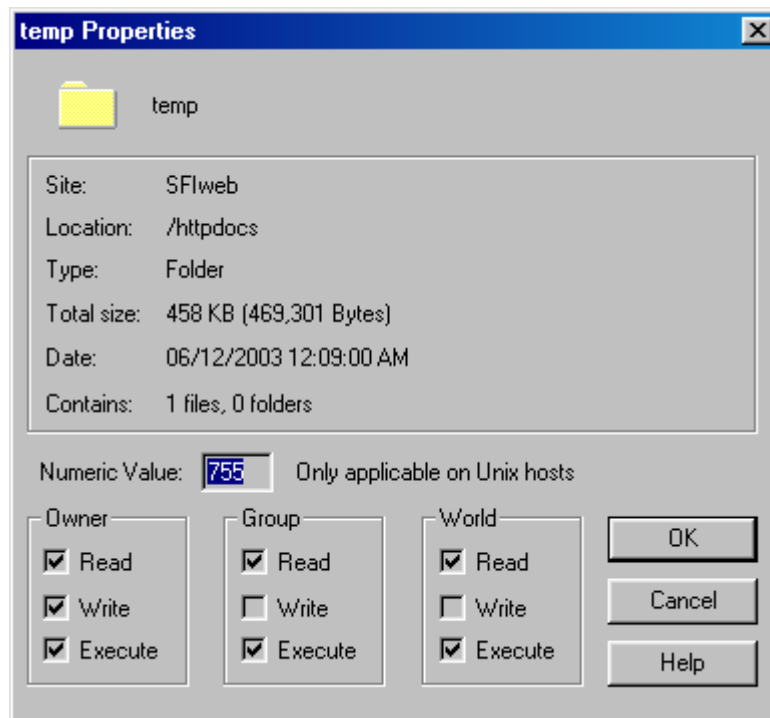 temp Properties
temp
Site: SFIweb
Location: /httpdocs
Type: Folder
Total size: 458 KB (469,301 Bytes)
Date: 06/12/2003 12:09:00 AM
Contains: 1 files, 0 folders
Numeric Value: 755 Only applicable on Unix hosts
Owner Group World
Read Read Read OK
Write Write Write Cancel
Execute Execute Execute Help